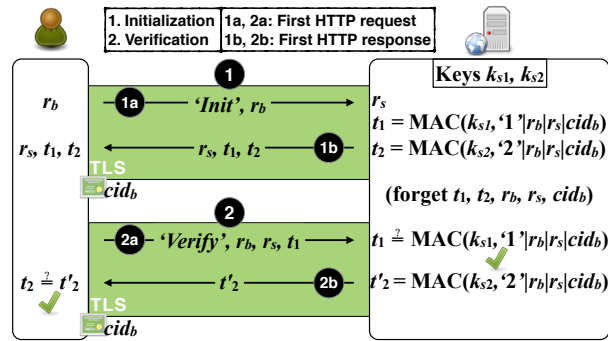 1. Initialization
2. Verification
1a, 2a: First HTTP request
1b, 2b: First HTTP response
Keys k_s1, k_s2
1
r_b
1a
'Init', r_b
r_s
t_1 = MAC(k_s1,'1'|r_b|r_s|cid_b)
r_s, t_1, t_2
r_s, t_1, t_2
1b
t_2 = MAC(k_s2,'2'|r_b|r_s|cid_b)
TLS
cid_b
(forget t_1, t_2, r_b, r_s, cid_b)
2
2a
'Verify', r_b, r_s, t_1
t_1 ≟ MAC(k_s1,'1'|r_b|r_s|cid_b)
t_2 ≟ t'_2
t'_2
2b
t'_2 = MAC(k_s2,'2'|r_b|r_s|cid_b)
TLS
cid_b